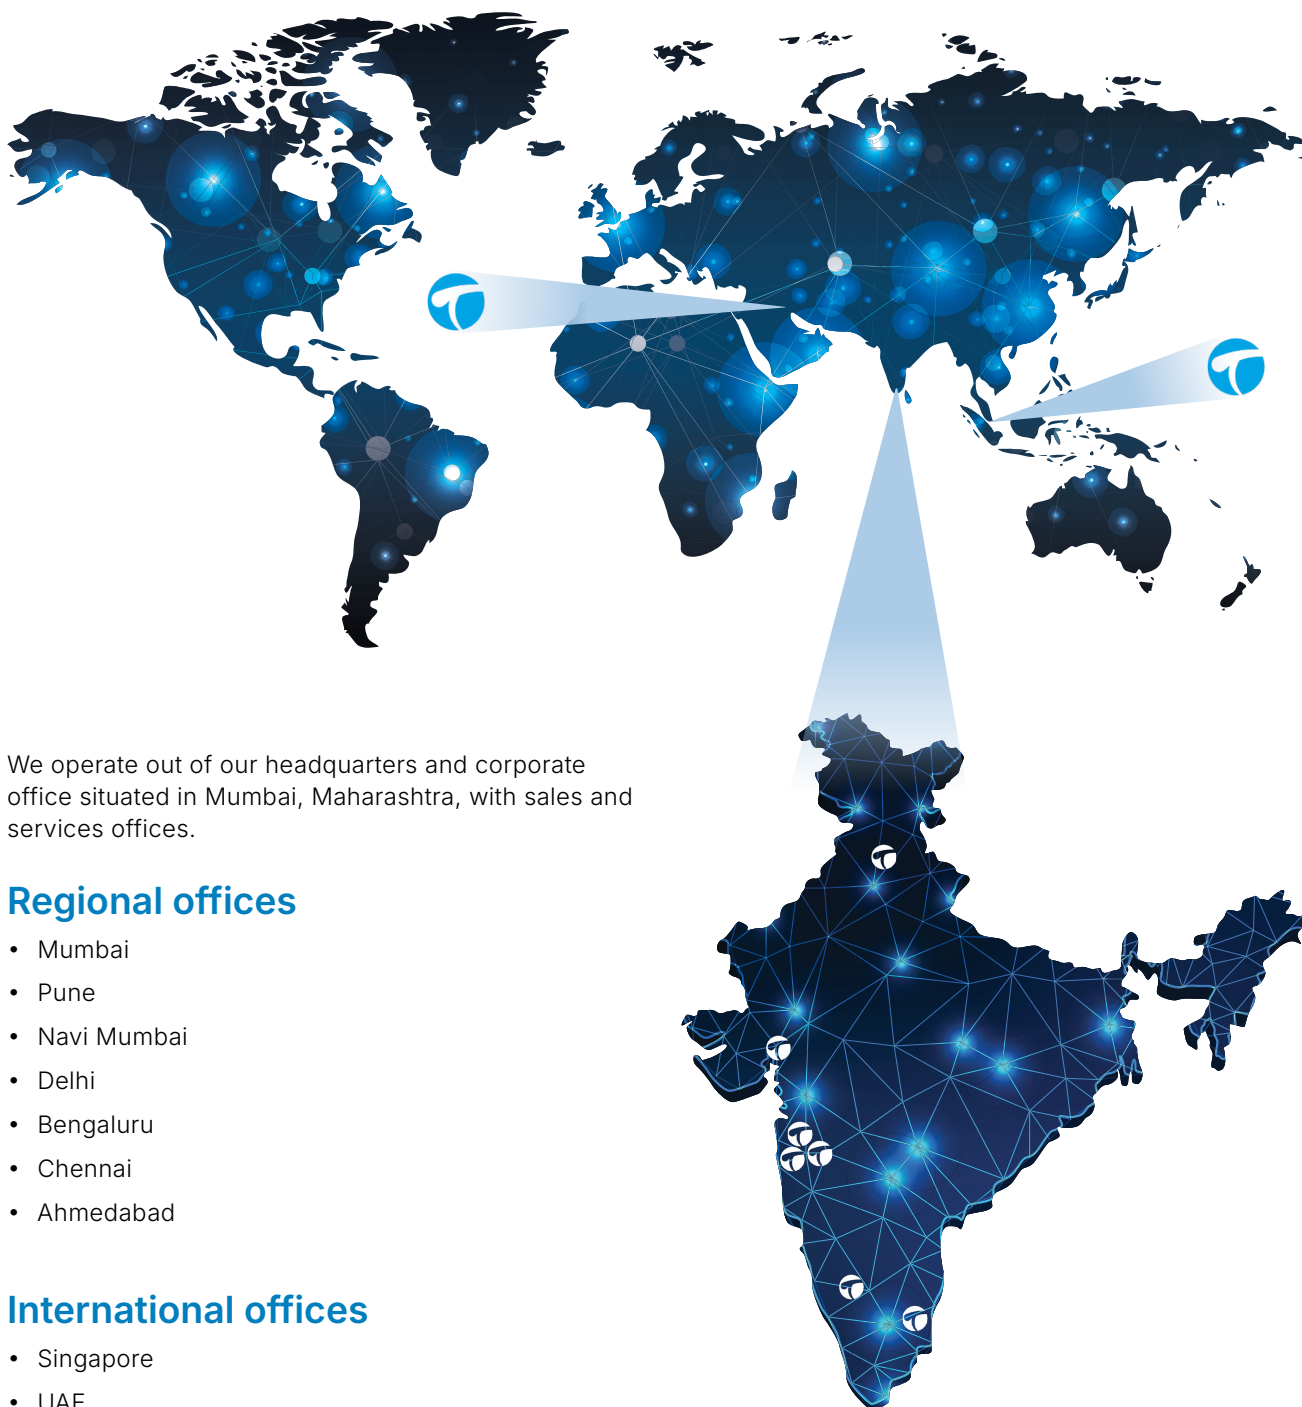 We operate out of our headquarters and corporate
office situated in Mumbai, Maharashtra, with sales and
services offices.
Regional offices
• Mumbai
• Pune
• Navi Mumbai
• Delhi
• Bengaluru
• Chennai
• Ahmedabad
International offices
• Singapore
• UAE